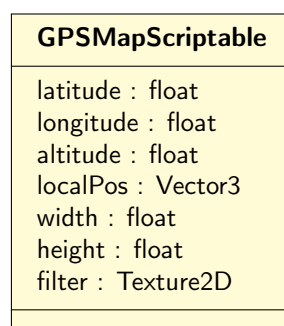 GPSMapScriptable
latitude : float
longitude : float
altitude : float
localPos : Vector3
width : float
height : float
filter : Texture2D